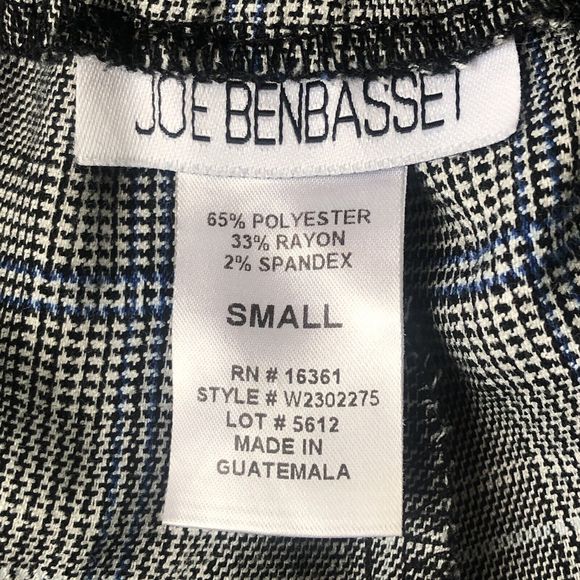 JOE BENBASSET
65% POLYESTER
33% RAYON
2% SPANDEX
SMALL
RN # 16361
STYLE # W2302275
LOT # 5612
MADE IN
GUATEMALA